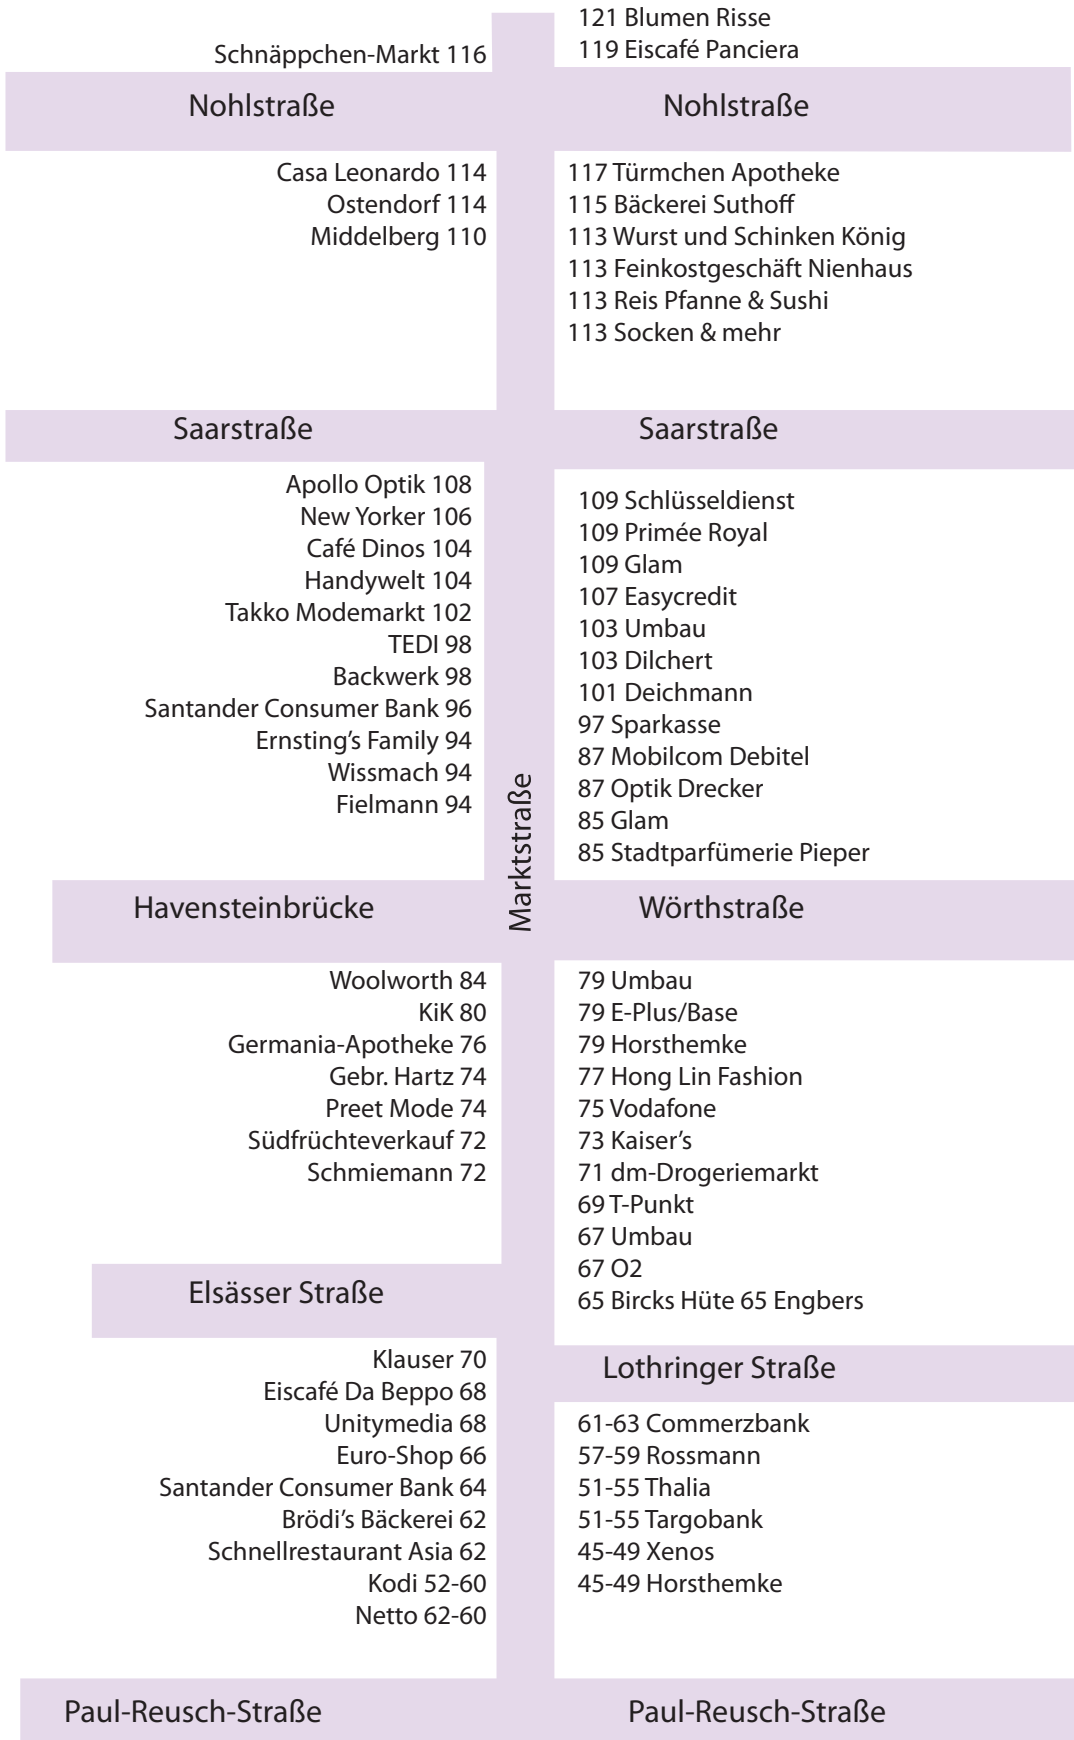 121 Blumen Risse
Schnäppchen-Markt 116
119 Eiscafé Panciera
Nohlstraße
Nohlstraße
Casa Leonardo 114
Ostendorf 114
Middelberg 110
117 Türmchen Apotheke
115 Bäckerei Suthoff
113 Wurst und Schinken König
113 Feinkostgeschäft Nienhaus
113 Reis Pfanne & Sushi
113 Socken & mehr
Saarstraße
Saarstraße
Apollo Optik 108
New Yorker 106
Café Dinos 104
Handywelt 104
Takko Modemarkt 102
TEDI 98
Backwerk 98
Santander Consumer Bank 96
Ernsting's Family 94
Wissmach 94
Fielmann 94
Marktstraße
109 Schlüsseldienst
109 Primée Royal
109 Glam
107 Easycredit
103 Umbau
103 Dilchert
101 Deichmann
97 Sparkasse
87 Mobilcom Debitel
87 Optik Drecker
85 Glam
85 Stadtparfümerie Pieper
Havensteinbrücke
Wörthstraße
Woolworth 84
KiK 80
Germania-Apotheke 76
Gebr. Hartz 74
Preet Mode 74
Südfrüchteverkauf 72
Schmiemann 72
79 Umbau
79 E-Plus/Base
79 Horsthemke
77 Hong Lin Fashion
75 Vodafone
73 Kaiser's
71 dm-Drogeriemarkt
69 T-Punkt
67 Umbau
67 O2
65 Bircks Hüte 65 Engbers
Elsässer Straße
Lothringer Straße
Klauser 70
Eiscafé Da Beppo 68
Unitymedia 68
Euro-Shop 66
Santander Consumer Bank 64
Brödi's Bäckerei 62
Schnellrestaurant Asia 62
Kodi 52-60
Netto 62-60
61-63 Commerzbank
57-59 Rossmann
51-55 Thalia
51-55 Targobank
45-49 Xenos
45-49 Horsthemke
Paul-Reusch-Straße
Paul-Reusch-Straße